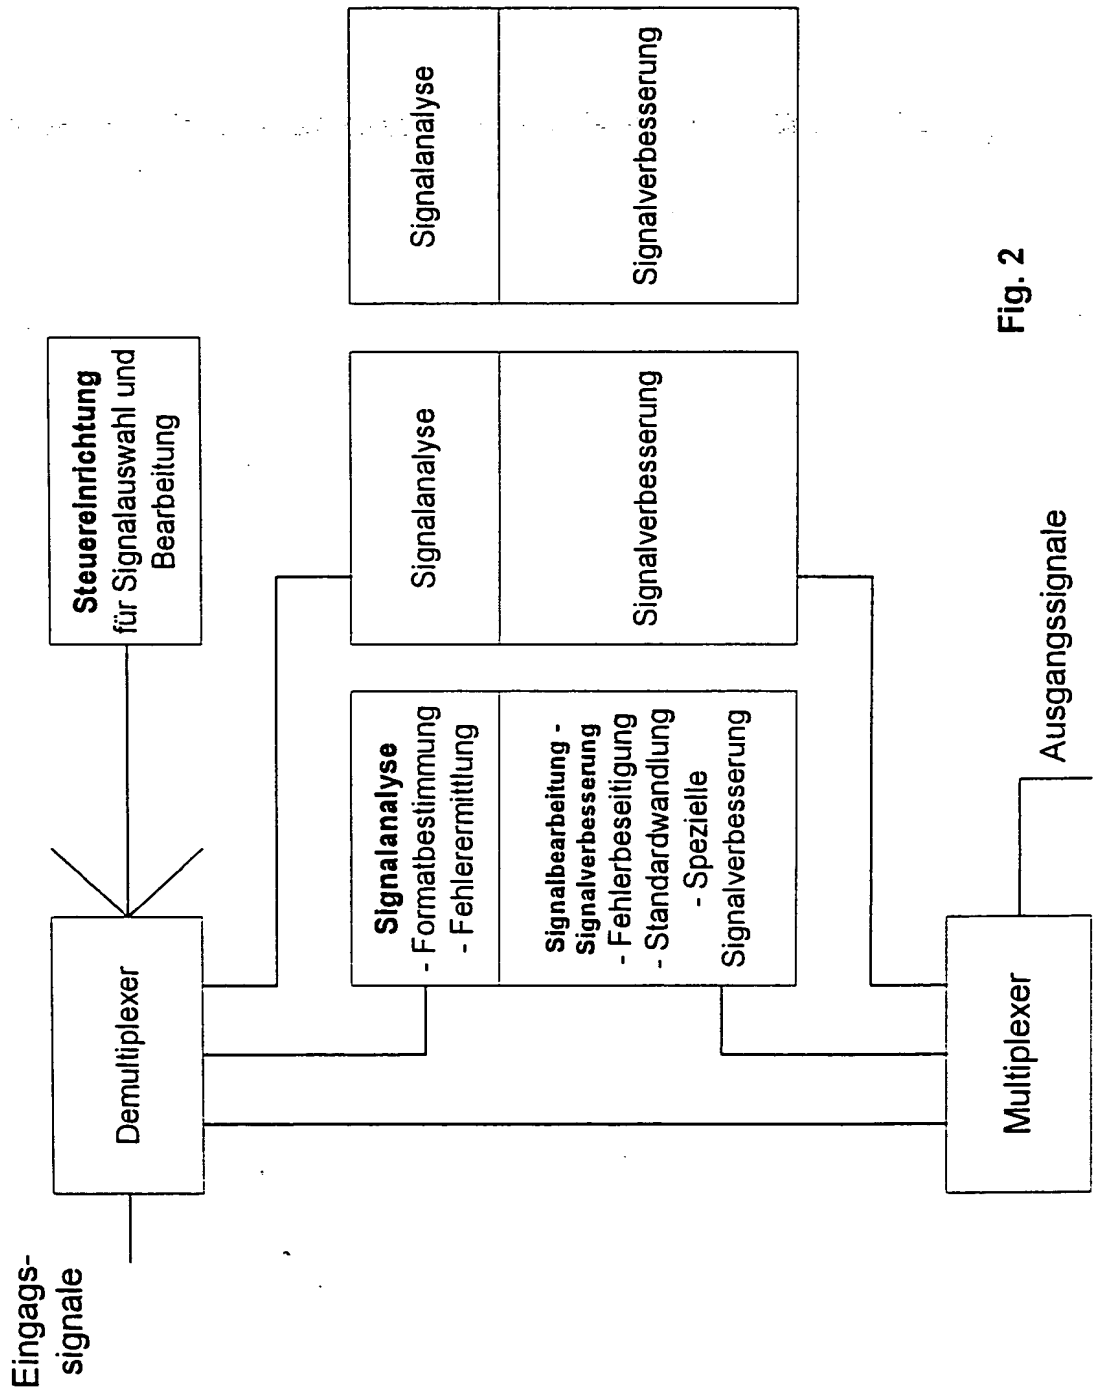 Eingags-
signale
Demultiplexer
Steuereinrichtung
für Signalauswahl und
Bearbeitung
Signalanalyse
- Formatbestimmung
- Fehlerermittlung
Signalbearbeitung -
Signalverbesserung
- Fehlerbeseitigung
- Standardwandlung
- Spezielle
Signalverbesserung
Signalanalyse
Signalverbesserung
Signalanalyse
Signalverbesserung
Multiplexer
Ausgangssignale
Fig. 2